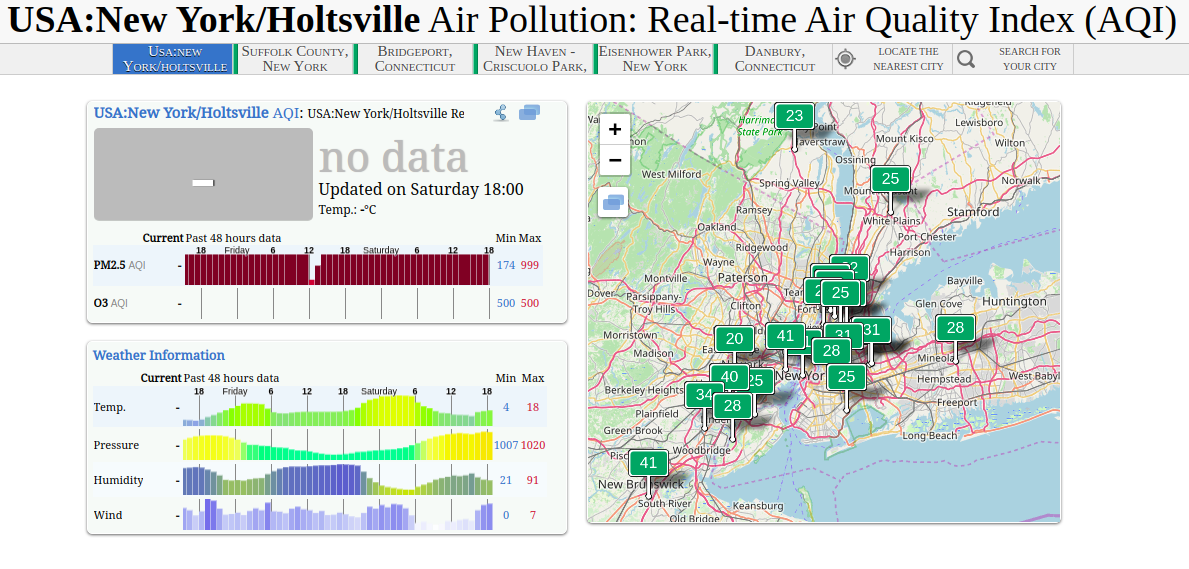 USA:New York/Holtsville Air Pollution: Real-time Air Quality Index (AQI)
USA:new York/holtsville
Suffolk County, New York
Bridgeport, Connecticut
New Haven - Criscuolo Park,
Eisenhower Park, New York
Danbury, Connecticut
LOCATE THE NEAREST CITY
SEARCH FOR YOUR CITY
USA:New York/Holtsville AQI: USA:New York/Holtsville Re
no data
Updated on Saturday 18:00
Temp.: -°C
Current Past 48 hours data Min Max
18 Friday 6 12 18 Saturday 6 12 18
PM2.5 AQI - 174 999
O3 AQI - 500 500
Weather Information
Current Past 48 hours data Min Max
18 Friday 6 12 18 Saturday 6 12 18
Temp. - 4 18
Pressure - 1007 1020
Humidity - 21 91
Wind - 0 7
+
−
Harriman State Park
23
Point
Haverstraw
Lewisboro
Mount Kisco
Wilton
Ossining
West Milford
Spring Valley
25
Norwalk
Ramsey
White Plains
Stamford
Oakland
Port Chester
Ridgewood
Harrison
Wayne
Paterson
Montville
25
Bayville
Dover
Parsippany-Troy Hills
Clifton
Glen Cove
Huntington
Morristown
20
41
31
31
28
Madison
28
Mineola
40
25
New York
25
Hempstead
West Babyl
Berkeley Heights
34
28
Freeport
Plainfield
Green Brook
Long Beach
Woodbridge
41
New Brunswick
South River
Keansburg
Old Bridge